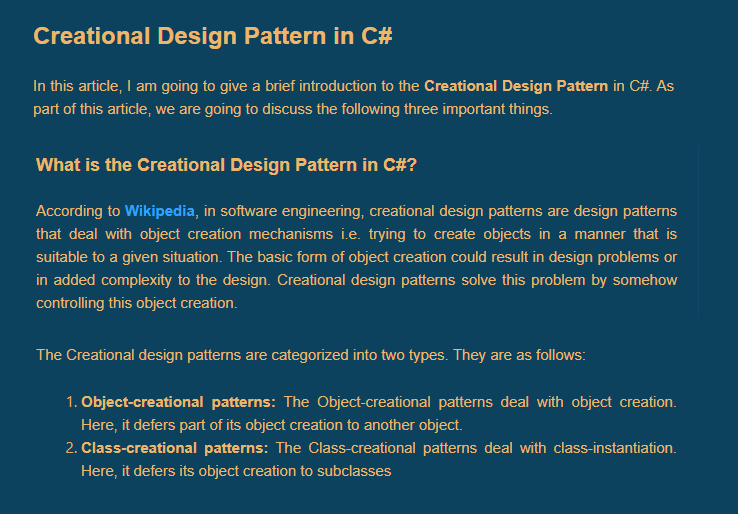 Creational Design Pattern in C#
In this article, I am going to give a brief introduction to the Creational Design Pattern in C#. As
part of this article, we are going to discuss the following three important things.
What is the Creational Design Pattern in C#?
According to Wikipedia, in software engineering, creational design patterns are design patterns
that deal with object creation mechanisms i.e. trying to create objects in a manner that is
suitable to a given situation. The basic form of object creation could result in design problems or
in added complexity to the design. Creational design patterns solve this problem by somehow
controlling this object creation.
The Creational design patterns are categorized into two types. They are as follows:
1. Object-creational patterns: The Object-creational patterns deal with object creation.
Here, it defers part of its object creation to another object.
2. Class-creational patterns: The Class-creational patterns deal with class-instantiation.
Here, it defers its object creation to subclasses